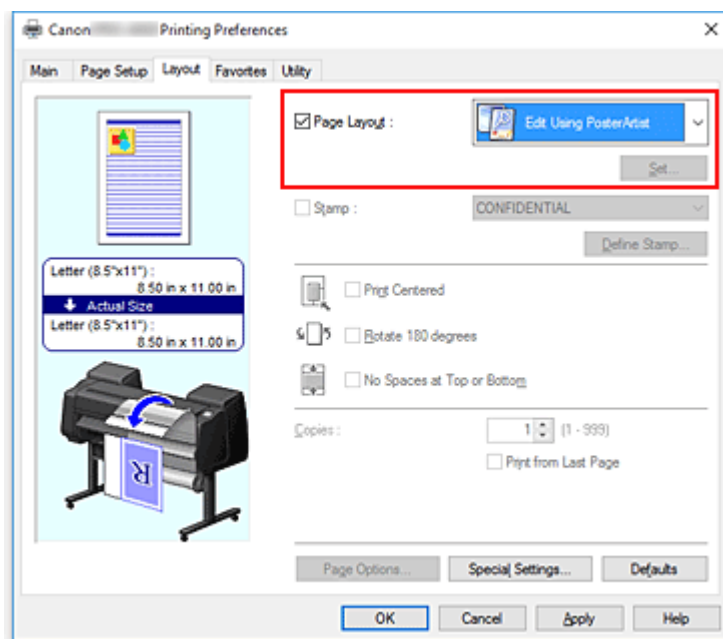 Canon Printing Preferences
Main Page Setup Layout Favorites Utility
Page Layout : Edit Using PosterArtist
Set...
Stamp : CONFIDENTIAL
Define Stamp...
Letter (8.5"x11") :
8.50 in x 11.00 in
Actual Size
Letter (8.5"x11") :
8.50 in x 11.00 in
Print Centered
Rotate 180 degrees
No Spaces at Top or Bottom
Copies : 1 (1 - 999)
Print from Last Page
R
Page Options... Special Settings... Defaults
OK Cancel Apply Help